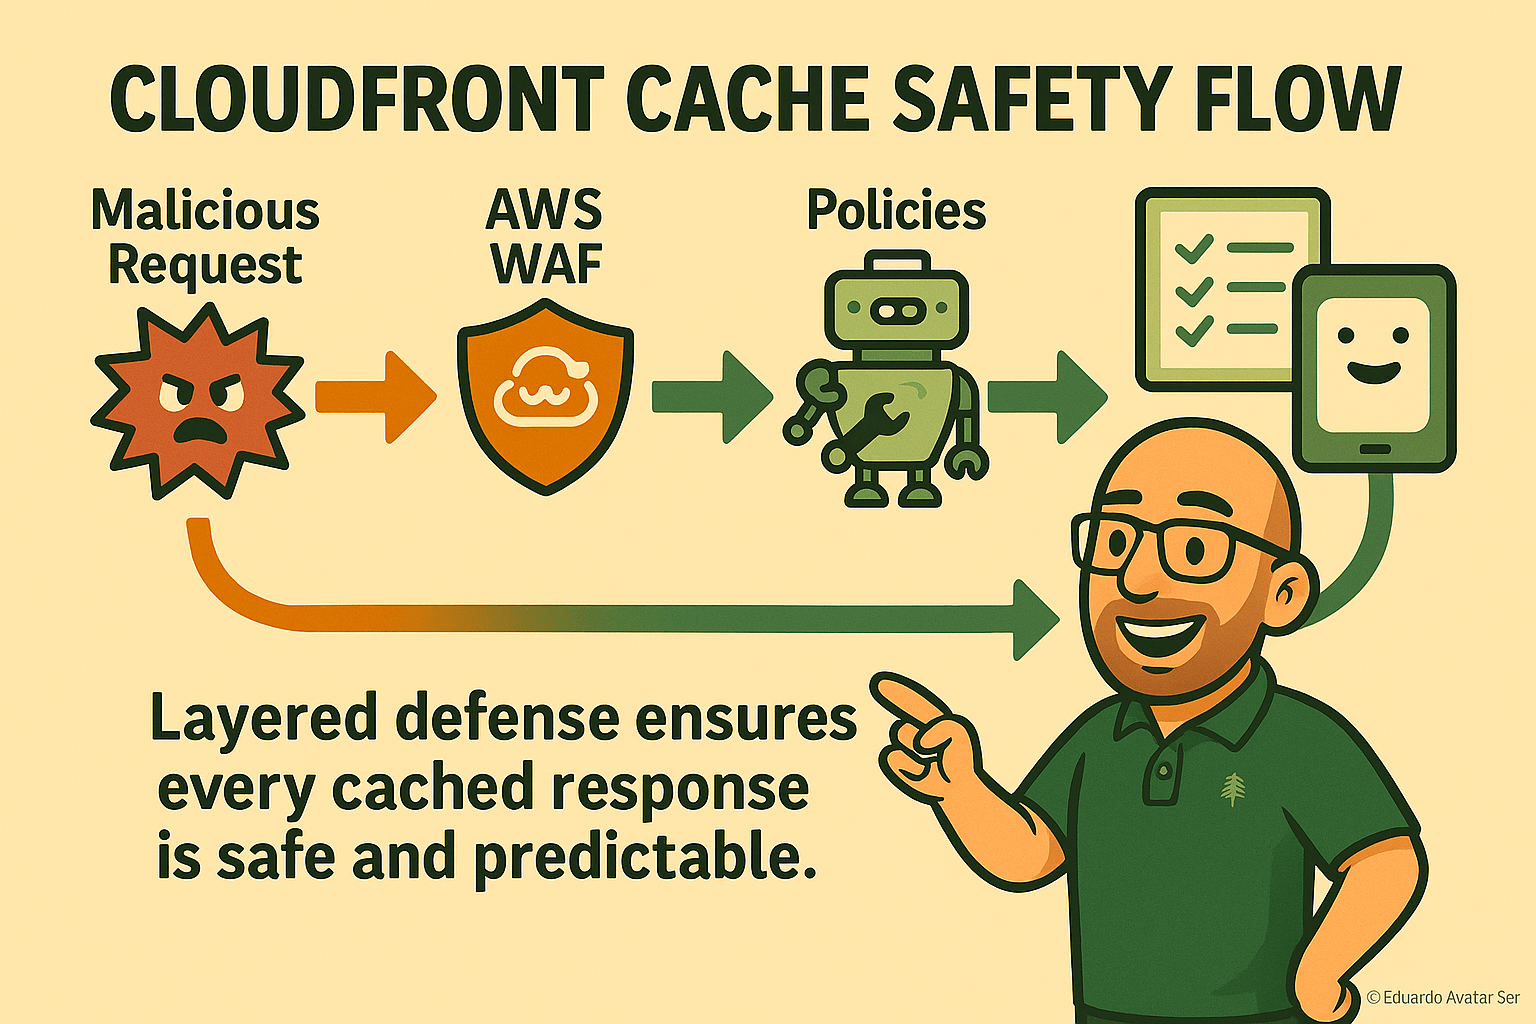 CLOUDFRONT CACHE SAFETY FLOW
Malicious
Request
AWS
WAF
Policies
Layered defense ensures
every cached response
is safe and predictable.
© Eduardo Avatar Ser